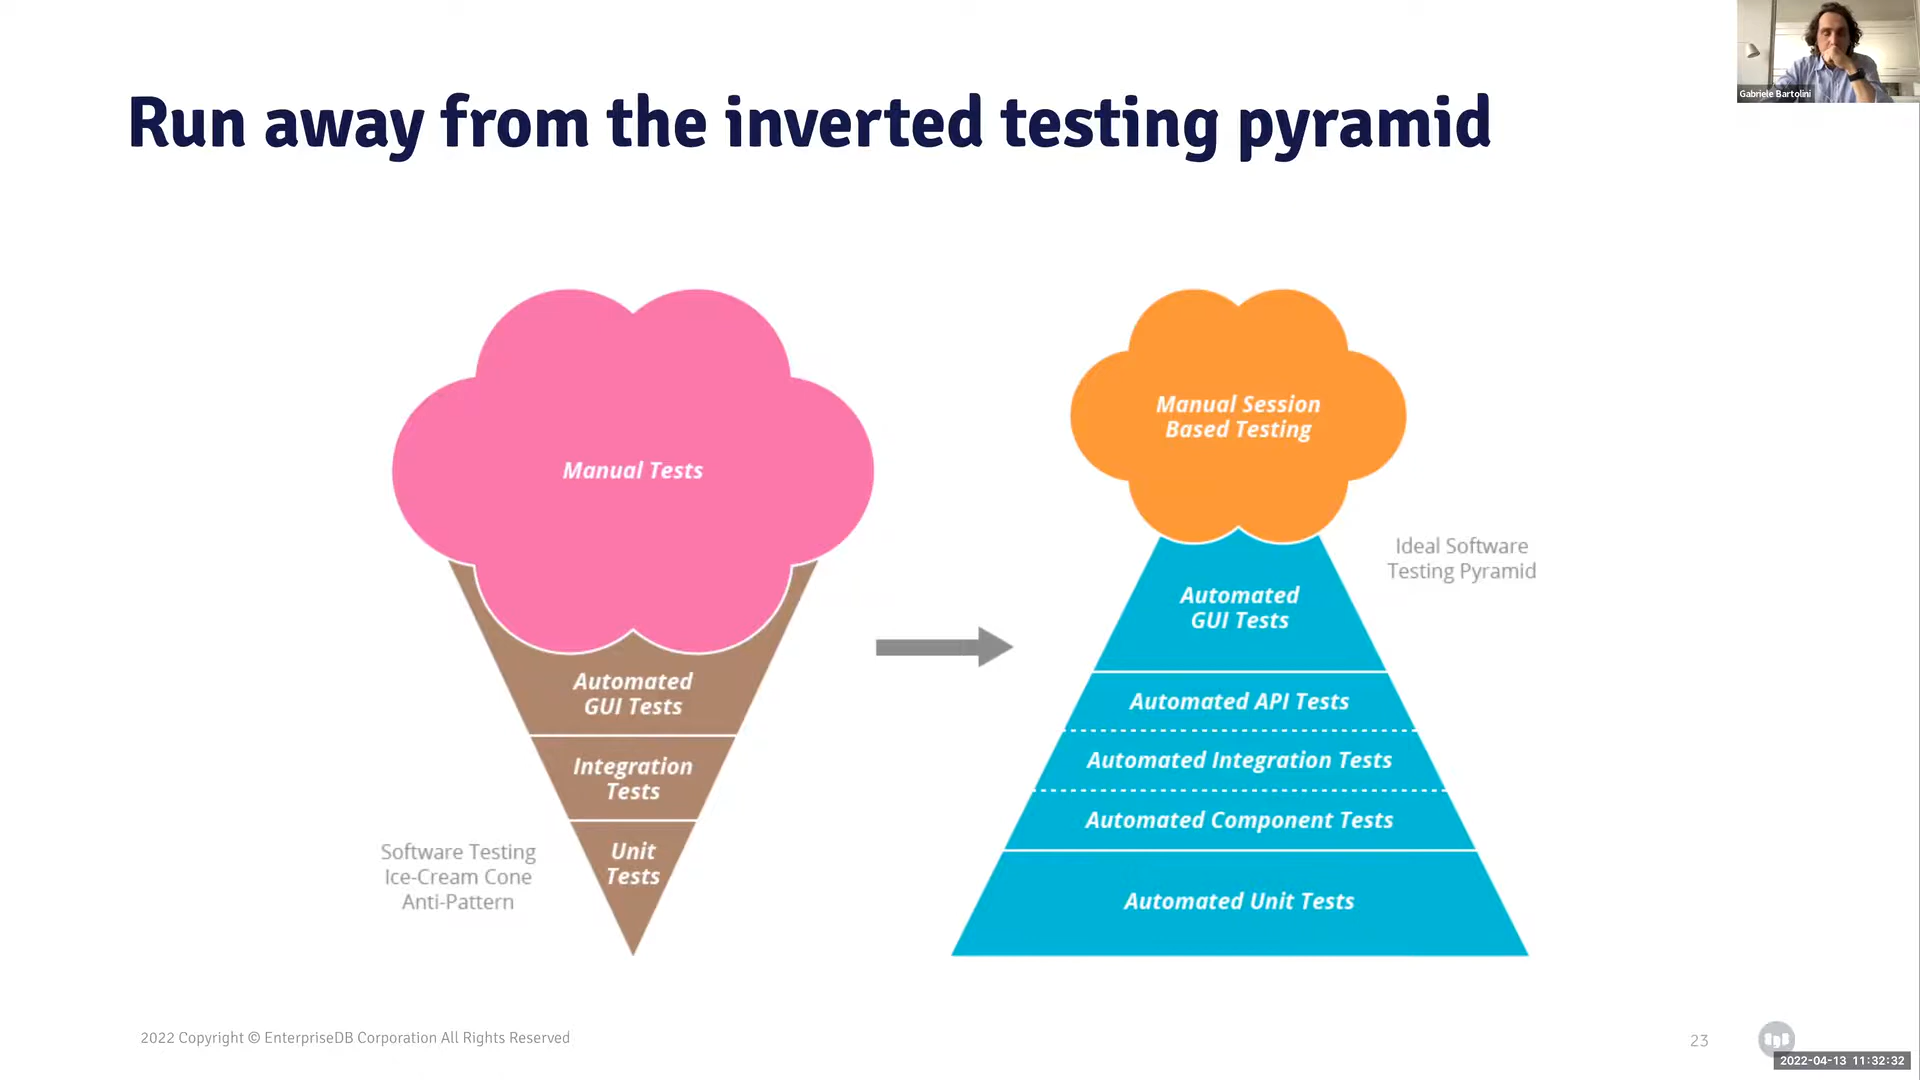 Gabriele Bartolini
Run away from the inverted testing pyramid
Manual Tests
Automated
GUI Tests
Integration
Tests
Unit
Tests
Software Testing
Ice-Cream Cone
Anti-Pattern
Manual Session
Based Testing
Ideal Software
Testing Pyramid
Automated
GUI Tests
Automated API Tests
Automated Integration Tests
Automated Component Tests
Automated Unit Tests
2022 Copyright © EnterpriseDB Corporation All Rights Reserved
23
2022-04-13 11:32:32